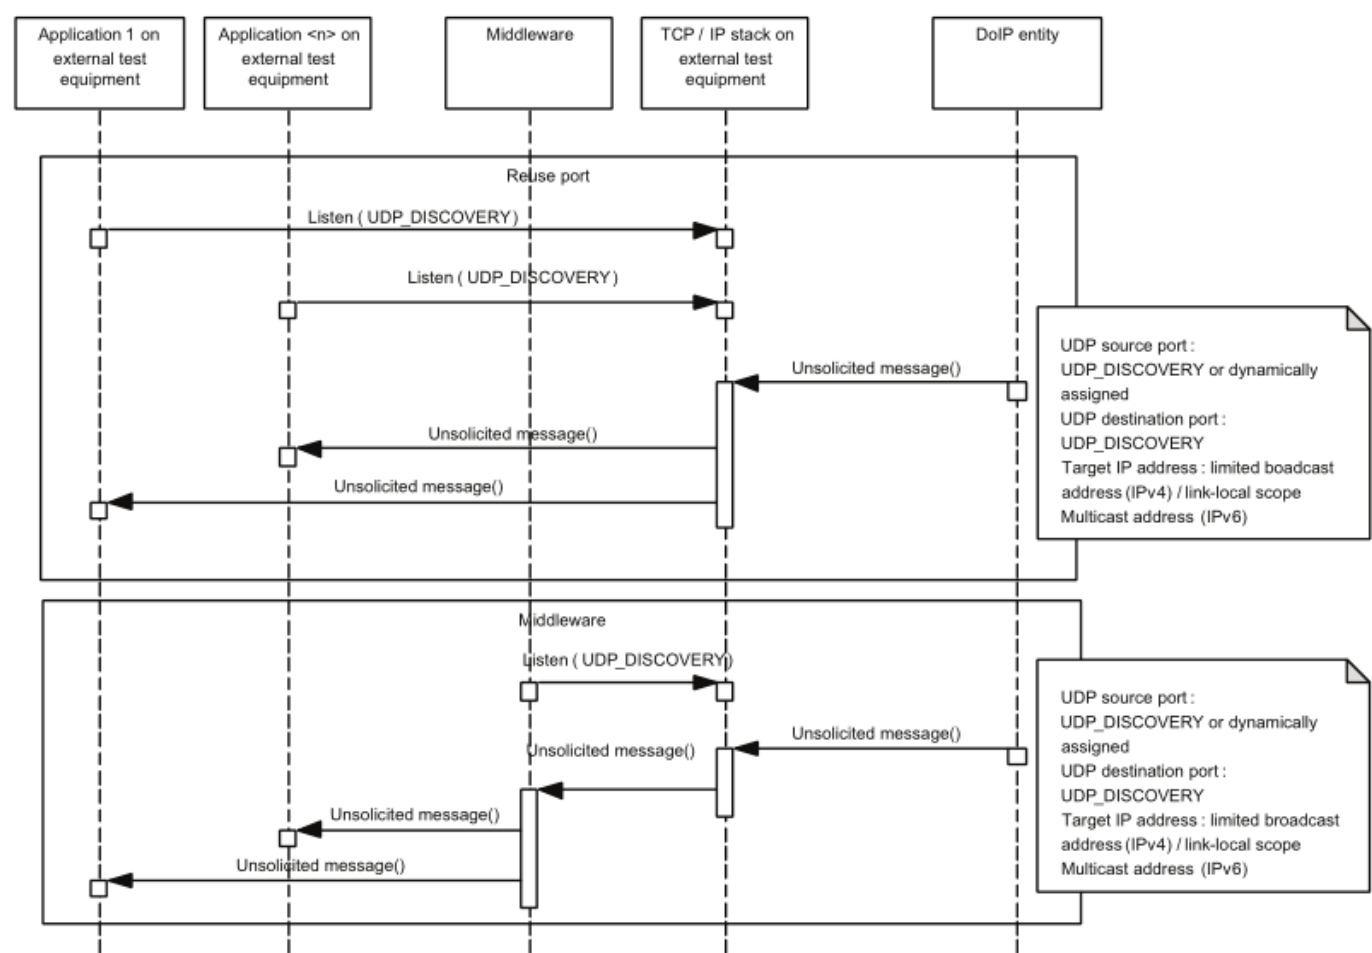 Application 1 on
external test
equipment
Application <n> on
external test
equipment
Middleware
TCP / IP stack on
external test
equipment
DoIP entity
Reuse port
Listen ( UDP_DISCOVERY )
Listen ( UDP_DISCOVERY )
Unsolicited message()
Unsolicited message()
Unsolicited message()
UDP source port :
UDP_DISCOVERY or dynamically
assigned
UDP destination port :
UDP_DISCOVERY
Target IP address : limited boadcast
address (IPv4) / link-local scope
Multicast address (IPv6)
Middleware
Listen ( UDP_DISCOVERY )
Unsolicited message()
Unsolicited message()
Unsolicited message()
Unsolicited message()
UDP source port :
UDP_DISCOVERY or dynamically
assigned
UDP destination port :
UDP_DISCOVERY
Target IP address : limited broadcast
address (IPv4) / link-local scope
Multicast address (IPv6)